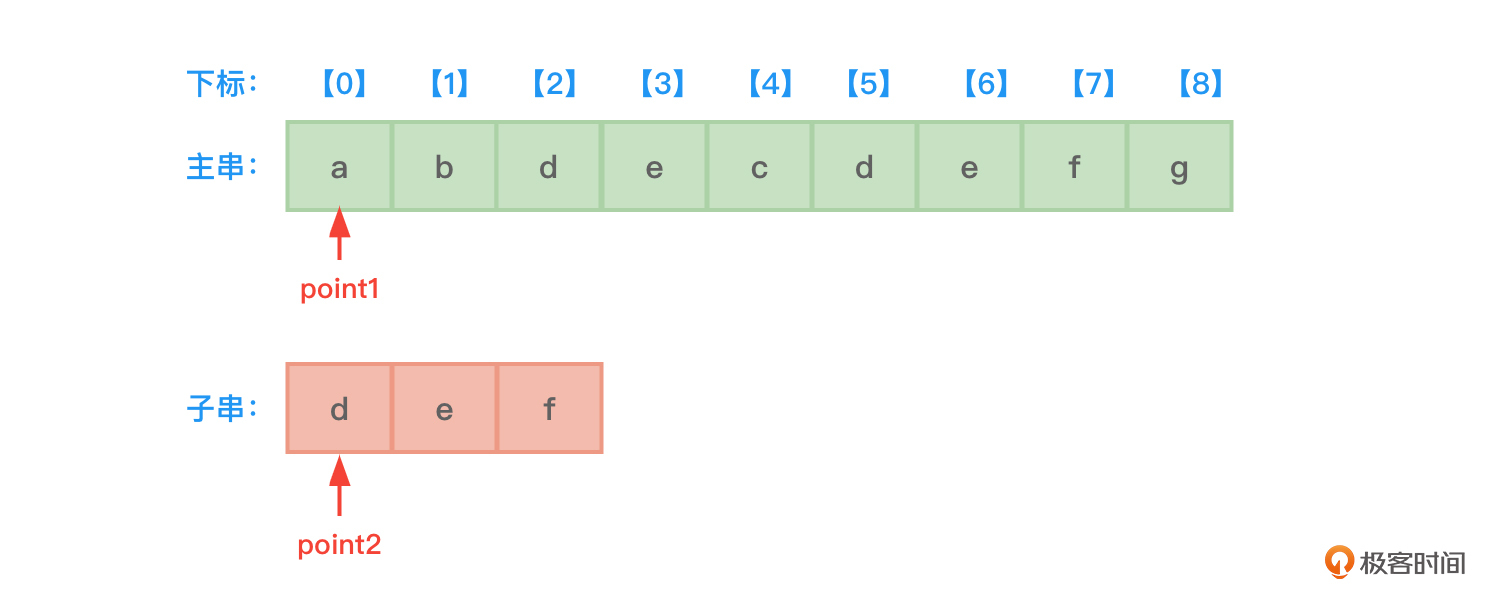 下标： 【0】 【1】 【2】 【3】 【4】 【5】 【6】 【7】 【8】
主串： a b d e c d e f g
point1
子串： d e f
point2
极客时间